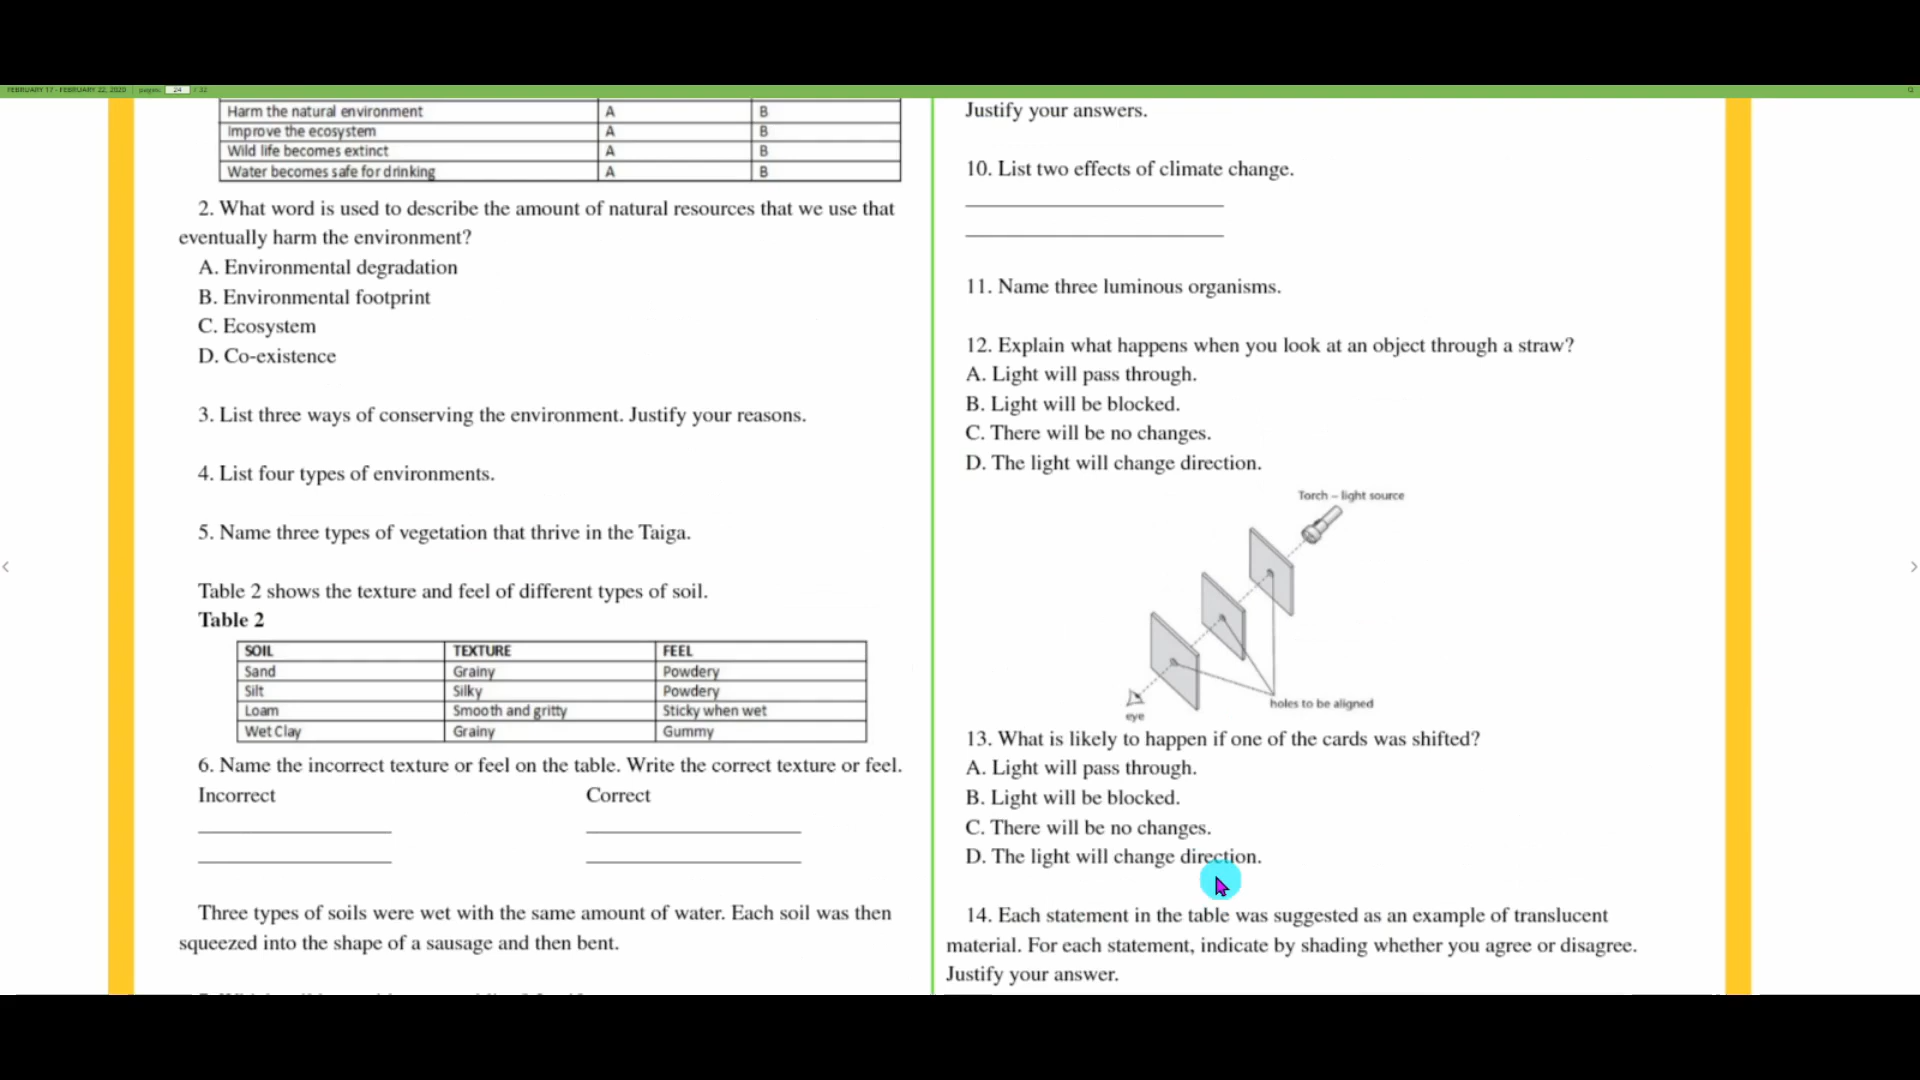 FEBRUARY 17 - FEBRUARY 22, 2020 pages: 24 / 32
Harm the natural environment A B
Improve the ecosystem A B
Wild life becomes extinct A B
Water becomes safe for drinking A B
2. What word is used to describe the amount of natural resources that we use that
eventually harm the environment?
A. Environmental degradation
B. Environmental footprint
C. Ecosystem
D. Co-existence
3. List three ways of conserving the environment. Justify your reasons.
4. List four types of environments.
5. Name three types of vegetation that thrive in the Taiga.
Table 2 shows the texture and feel of different types of soil.
Table 2
SOIL TEXTURE FEEL
Sand Grainy Powdery
Silt Silky Powdery
Loam Smooth and gritty Sticky when wet
Wet Clay Grainy Gummy
6. Name the incorrect texture or feel on the table. Write the correct texture or feel.
Incorrect Correct
Three types of soils were wet with the same amount of water. Each soil was then
squeezed into the shape of a sausage and then bent.
Justify your answers.
10. List two effects of climate change.
11. Name three luminous organisms.
12. Explain what happens when you look at an object through a straw?
A. Light will pass through.
B. Light will be blocked.
C. There will be no changes.
D. The light will change direction.
Torch – light source
holes to be aligned
eye
13. What is likely to happen if one of the cards was shifted?
A. Light will pass through.
B. Light will be blocked.
C. There will be no changes.
D. The light will change direction.
14. Each statement in the table was suggested as an example of translucent
material. For each statement, indicate by shading whether you agree or disagree.
Justify your answer.